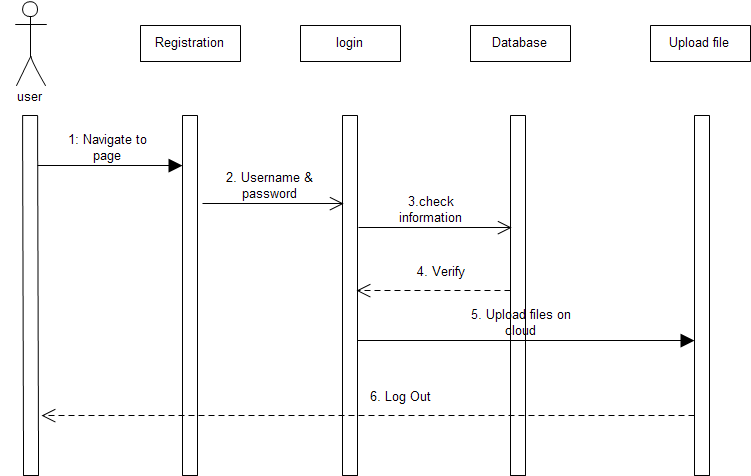 Registration
login
Database
Upload file
user
1: Navigate to
page
2. Username &
password
3.check
information
4. Verify
5. Upload files on
cloud
6. Log Out